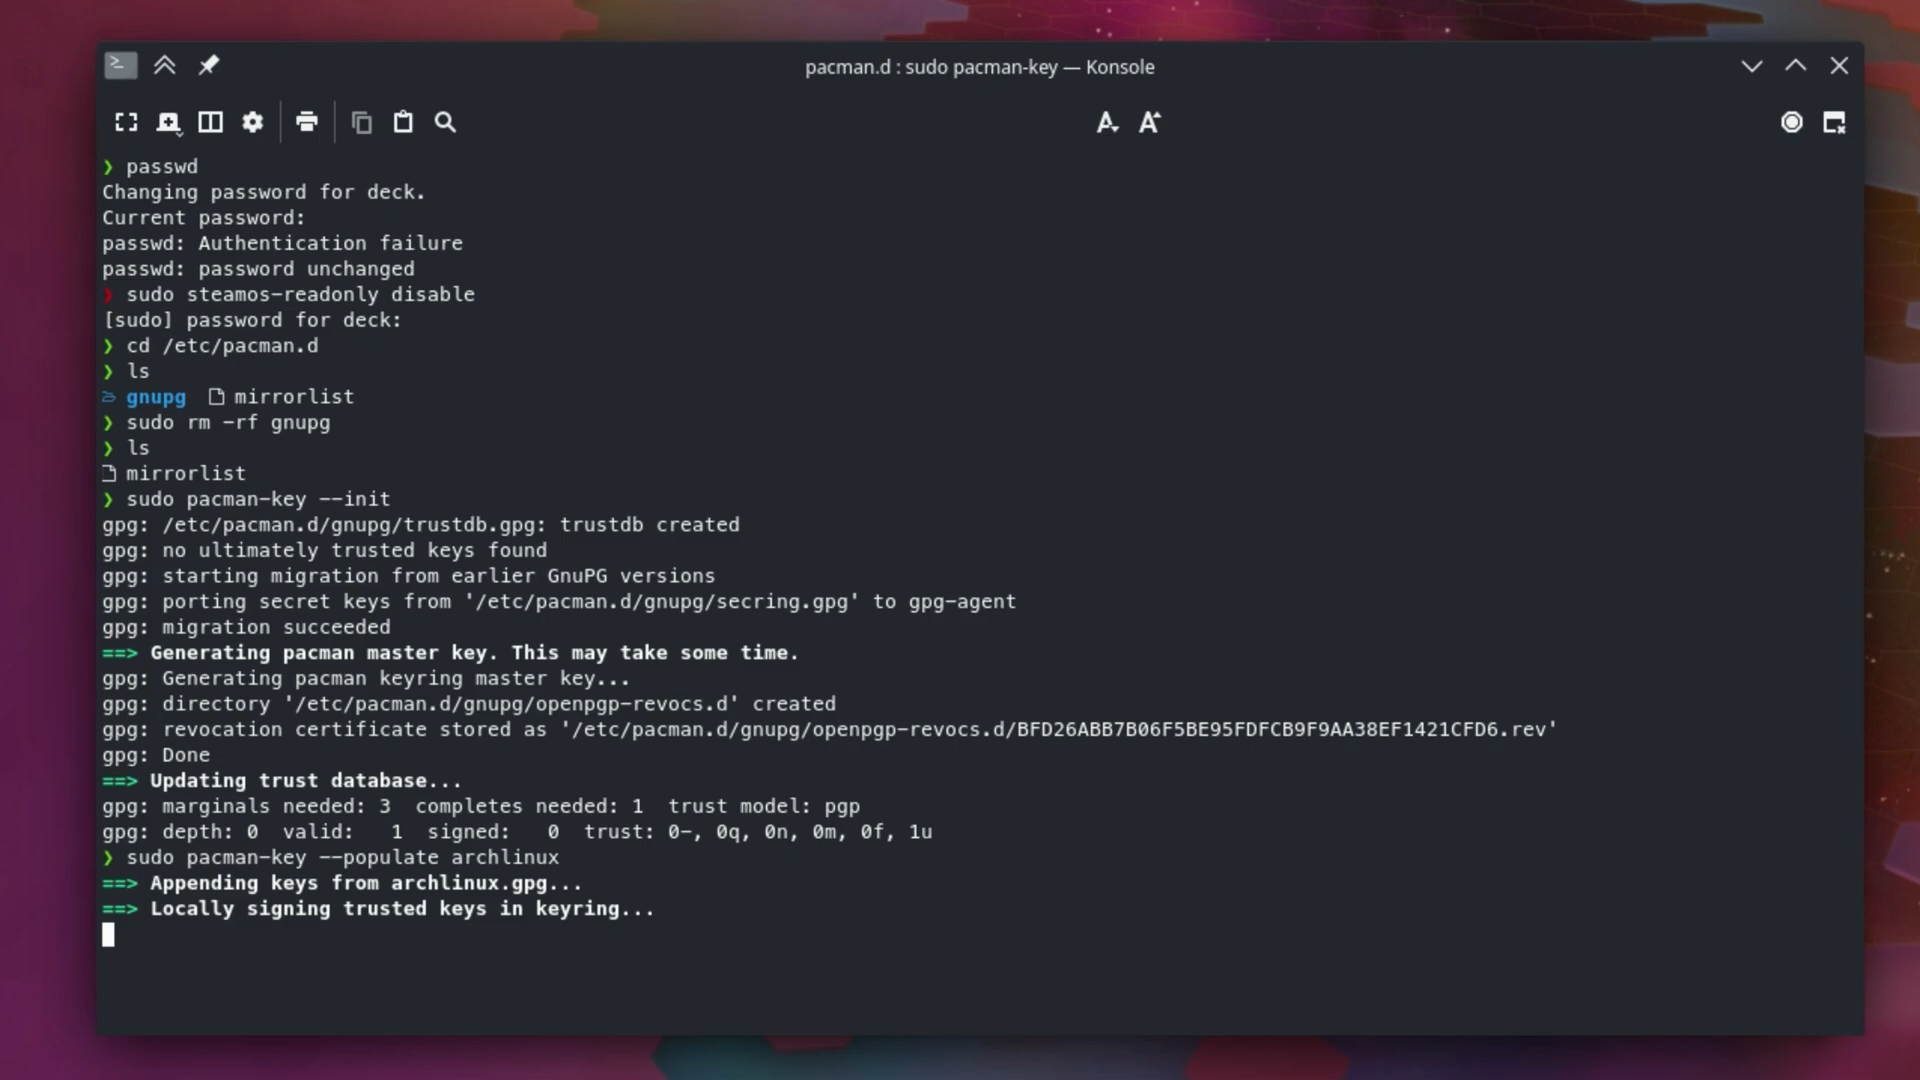 pacman.d : sudo pacman-key — Konsole
❯ passwd
Changing password for deck.
Current password:
passwd: Authentication failure
passwd: password unchanged
❯ sudo steamos-readonly disable
[sudo] password for deck:
❯ cd /etc/pacman.d
❯ ls
gnupg mirrorlist
❯ sudo rm -rf gnupg
❯ ls
mirrorlist
❯ sudo pacman-key --init
gpg: /etc/pacman.d/gnupg/trustdb.gpg: trustdb created
gpg: no ultimately trusted keys found
gpg: starting migration from earlier GnuPG versions
gpg: porting secret keys from '/etc/pacman.d/gnupg/secring.gpg' to gpg-agent
gpg: migration succeeded
==> Generating pacman master key. This may take some time.
gpg: Generating pacman keyring master key...
gpg: directory '/etc/pacman.d/gnupg/openpgp-revocs.d' created
gpg: revocation certificate stored as '/etc/pacman.d/gnupg/openpgp-revocs.d/BFD26ABB7B06F5BE95FDFCB9F9AA38EF1421CFD6.rev'
gpg: Done
==> Updating trust database...
gpg: marginals needed: 3  completes needed: 1  trust model: pgp
gpg: depth: 0  valid:   1  signed:   0  trust: 0-, 0q, 0n, 0m, 0f, 1u
❯ sudo pacman-key --populate archlinux
==> Appending keys from archlinux.gpg...
==> Locally signing trusted keys in keyring...